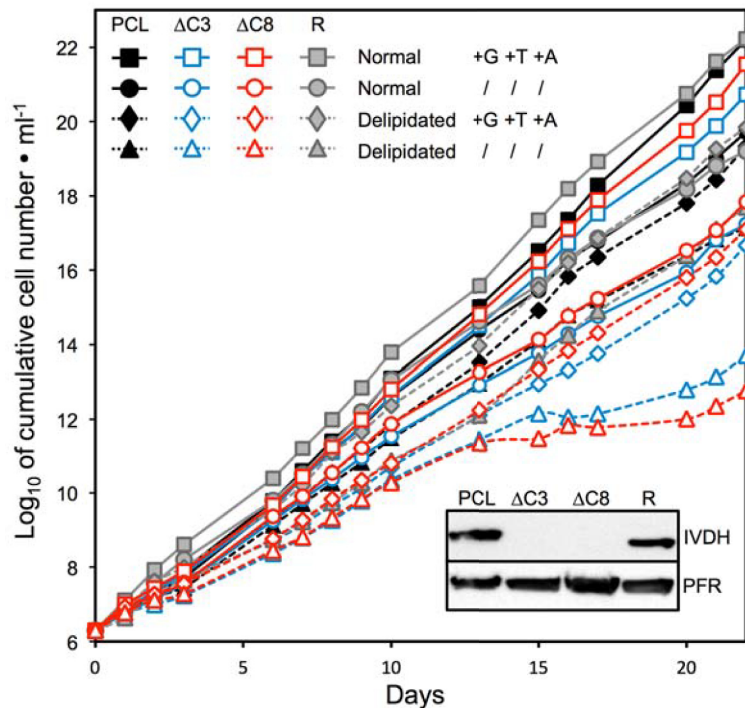 PCL ΔC3 ΔC8 R
Normal +G +T +A
Normal / / /
Delipidated +G +T +A
Delipidated / / /
Log₁₀ of cumulative cell number • ml⁻¹
22
20
18
16
14
12
10
8
6
0 5 10 15 20
Days
PCL ΔC3 ΔC8 R
IVDH
PFR